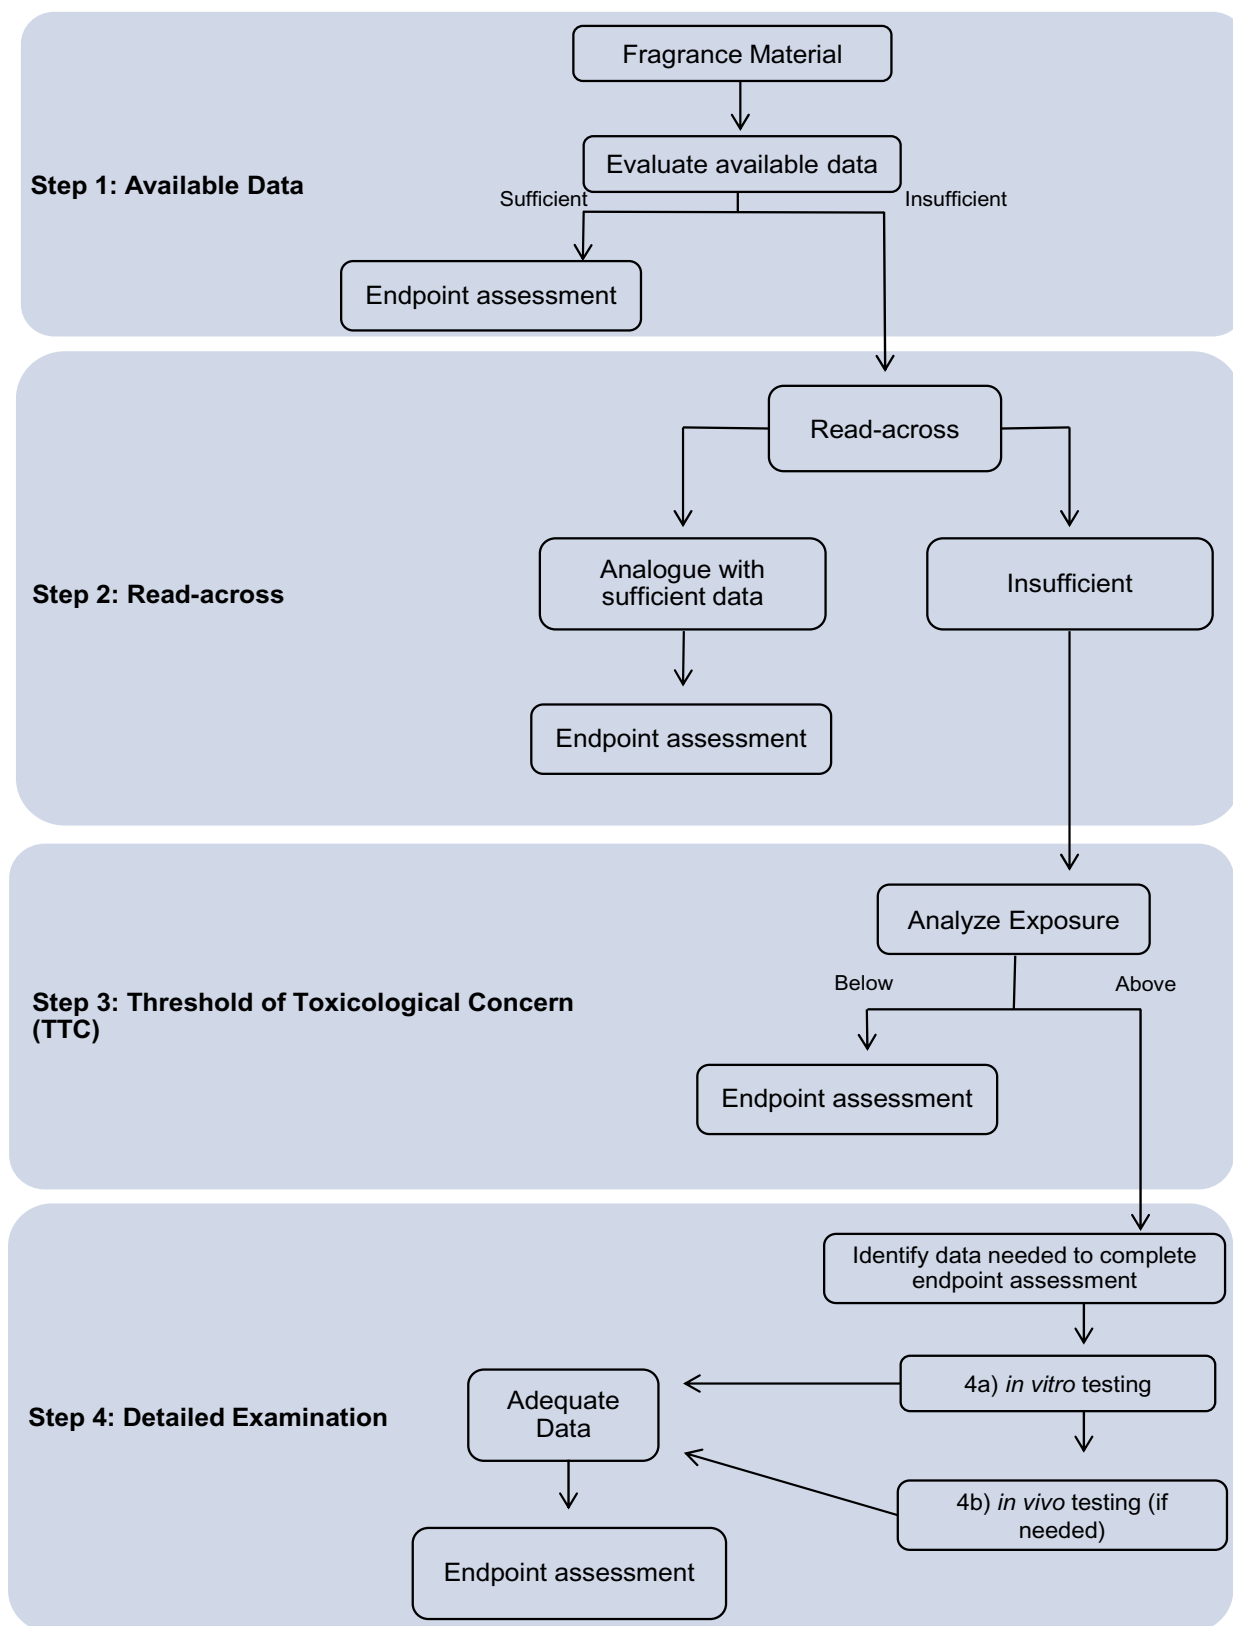 Fragrance Material
Evaluate available data
Step 1: Available Data
Sufficient
Insufficient
Endpoint assessment
Read-across
Step 2: Read-across
Analogue with
sufficient data
Insufficient
Endpoint assessment
Analyze Exposure
Step 3: Threshold of Toxicological Concern
(TTC)
Below
Above
Endpoint assessment
Identify data needed to complete
endpoint assessment
4a) in vitro testing
Step 4: Detailed Examination
Adequate
Data
4b) in vivo testing (if
needed)
Endpoint assessment